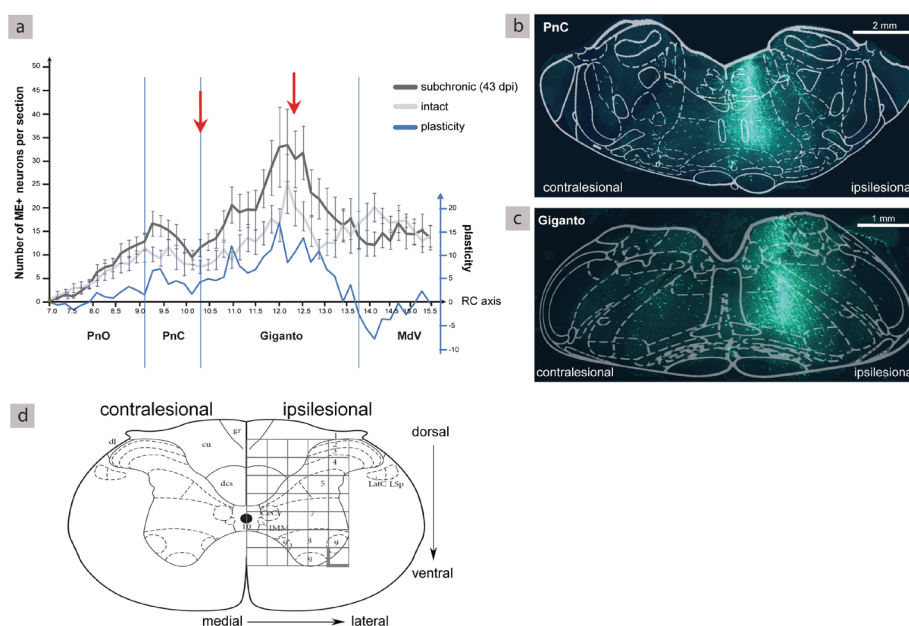 a
Number of ME+ neurons per section
50
45
40
35
30
25
20
15
10
5
0
subchronic (43 dpi)
intact
plasticity
20
15
10
5
0
-5
-10
plasticity
RC axis
7.0 7.5 8.0 8.5 9.0 9.5 10.0 10.5 11.0 11.5 12.0 12.5 13.0 13.5 14.0 14.5 15.0 15.5
PnO PnC Giganto MdV
b
PnC
2 mm
contralesional ipsilesional
c
Giganto
1 mm
contralesional ipsilesional
d
contralesional ipsilesional
gr
cu
dl
dcs
1
2
3
4
5
LatC LSp
7
10
IMM
9 8 9
9
dorsal
ventral
medial lateral